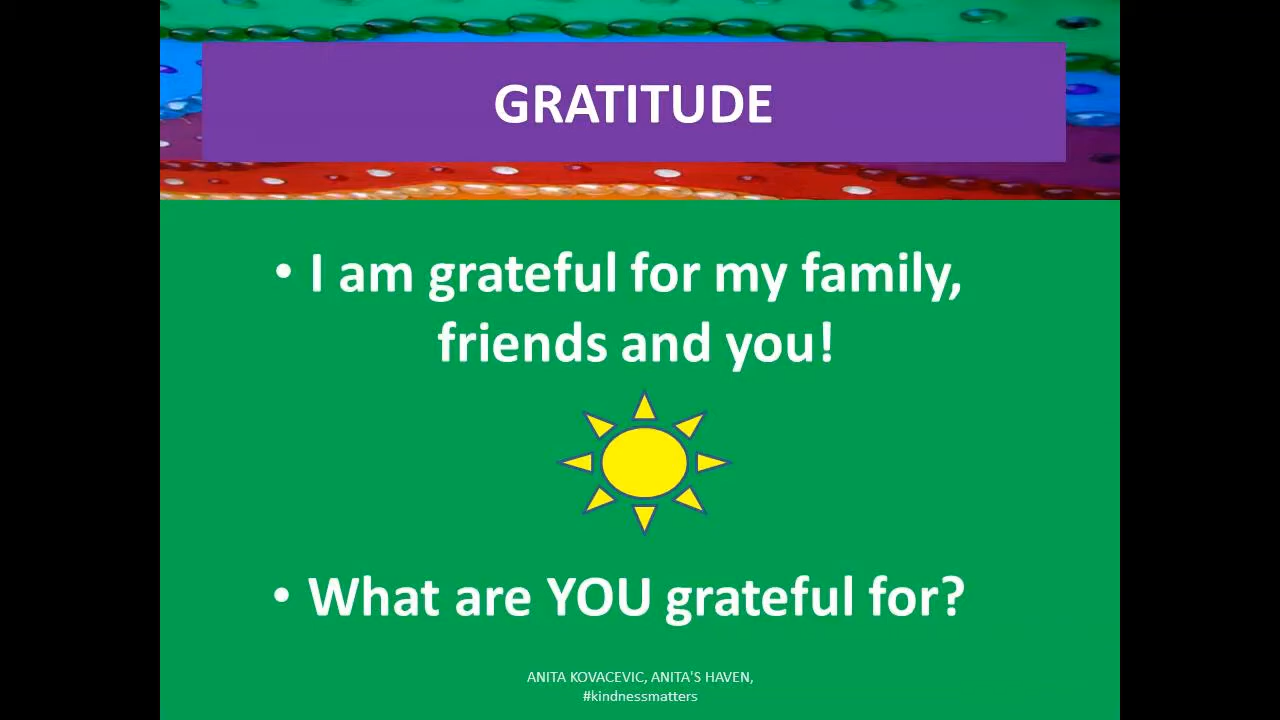 GRATITUDE
• I am grateful for my family,
friends and you!
• What are YOU grateful for?
ANITA KOVACEVIC, ANITA'S HAVEN,
#kindnessmatters